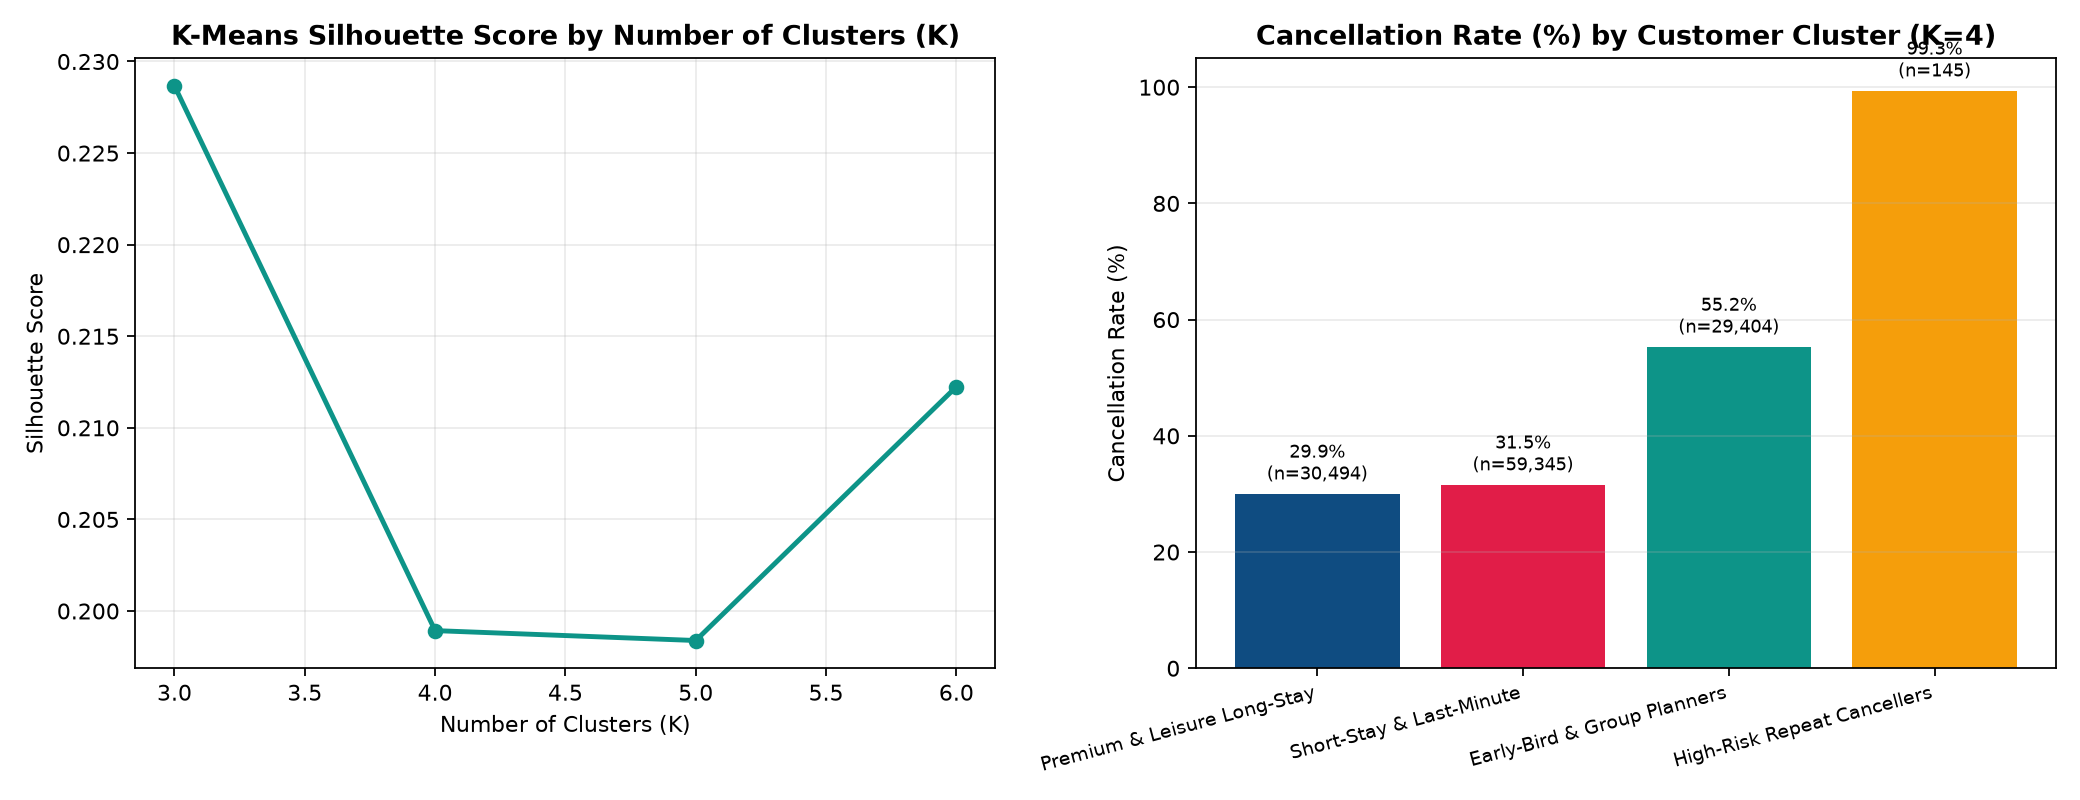 K-Means Silhouette Score by Number of Clusters (K)
0.230
0.225
0.220
0.215
0.210
0.205
0.200
Silhouette Score
3.0 3.5 4.0 4.5 5.0 5.5 6.0
Number of Clusters (K)
Cancellation Rate (%) by Customer Cluster (K=4)
100
80
60
40
20
0
Cancellation Rate (%)
29.9%
(n=30,494)
31.5%
(n=59,345)
55.2%
(n=29,404)
99.3%
(n=145)
Premium & Leisure Long-Stay
Short-Stay & Last-Minute
Early-Bird & Group Planners
High-Risk Repeat Cancellers